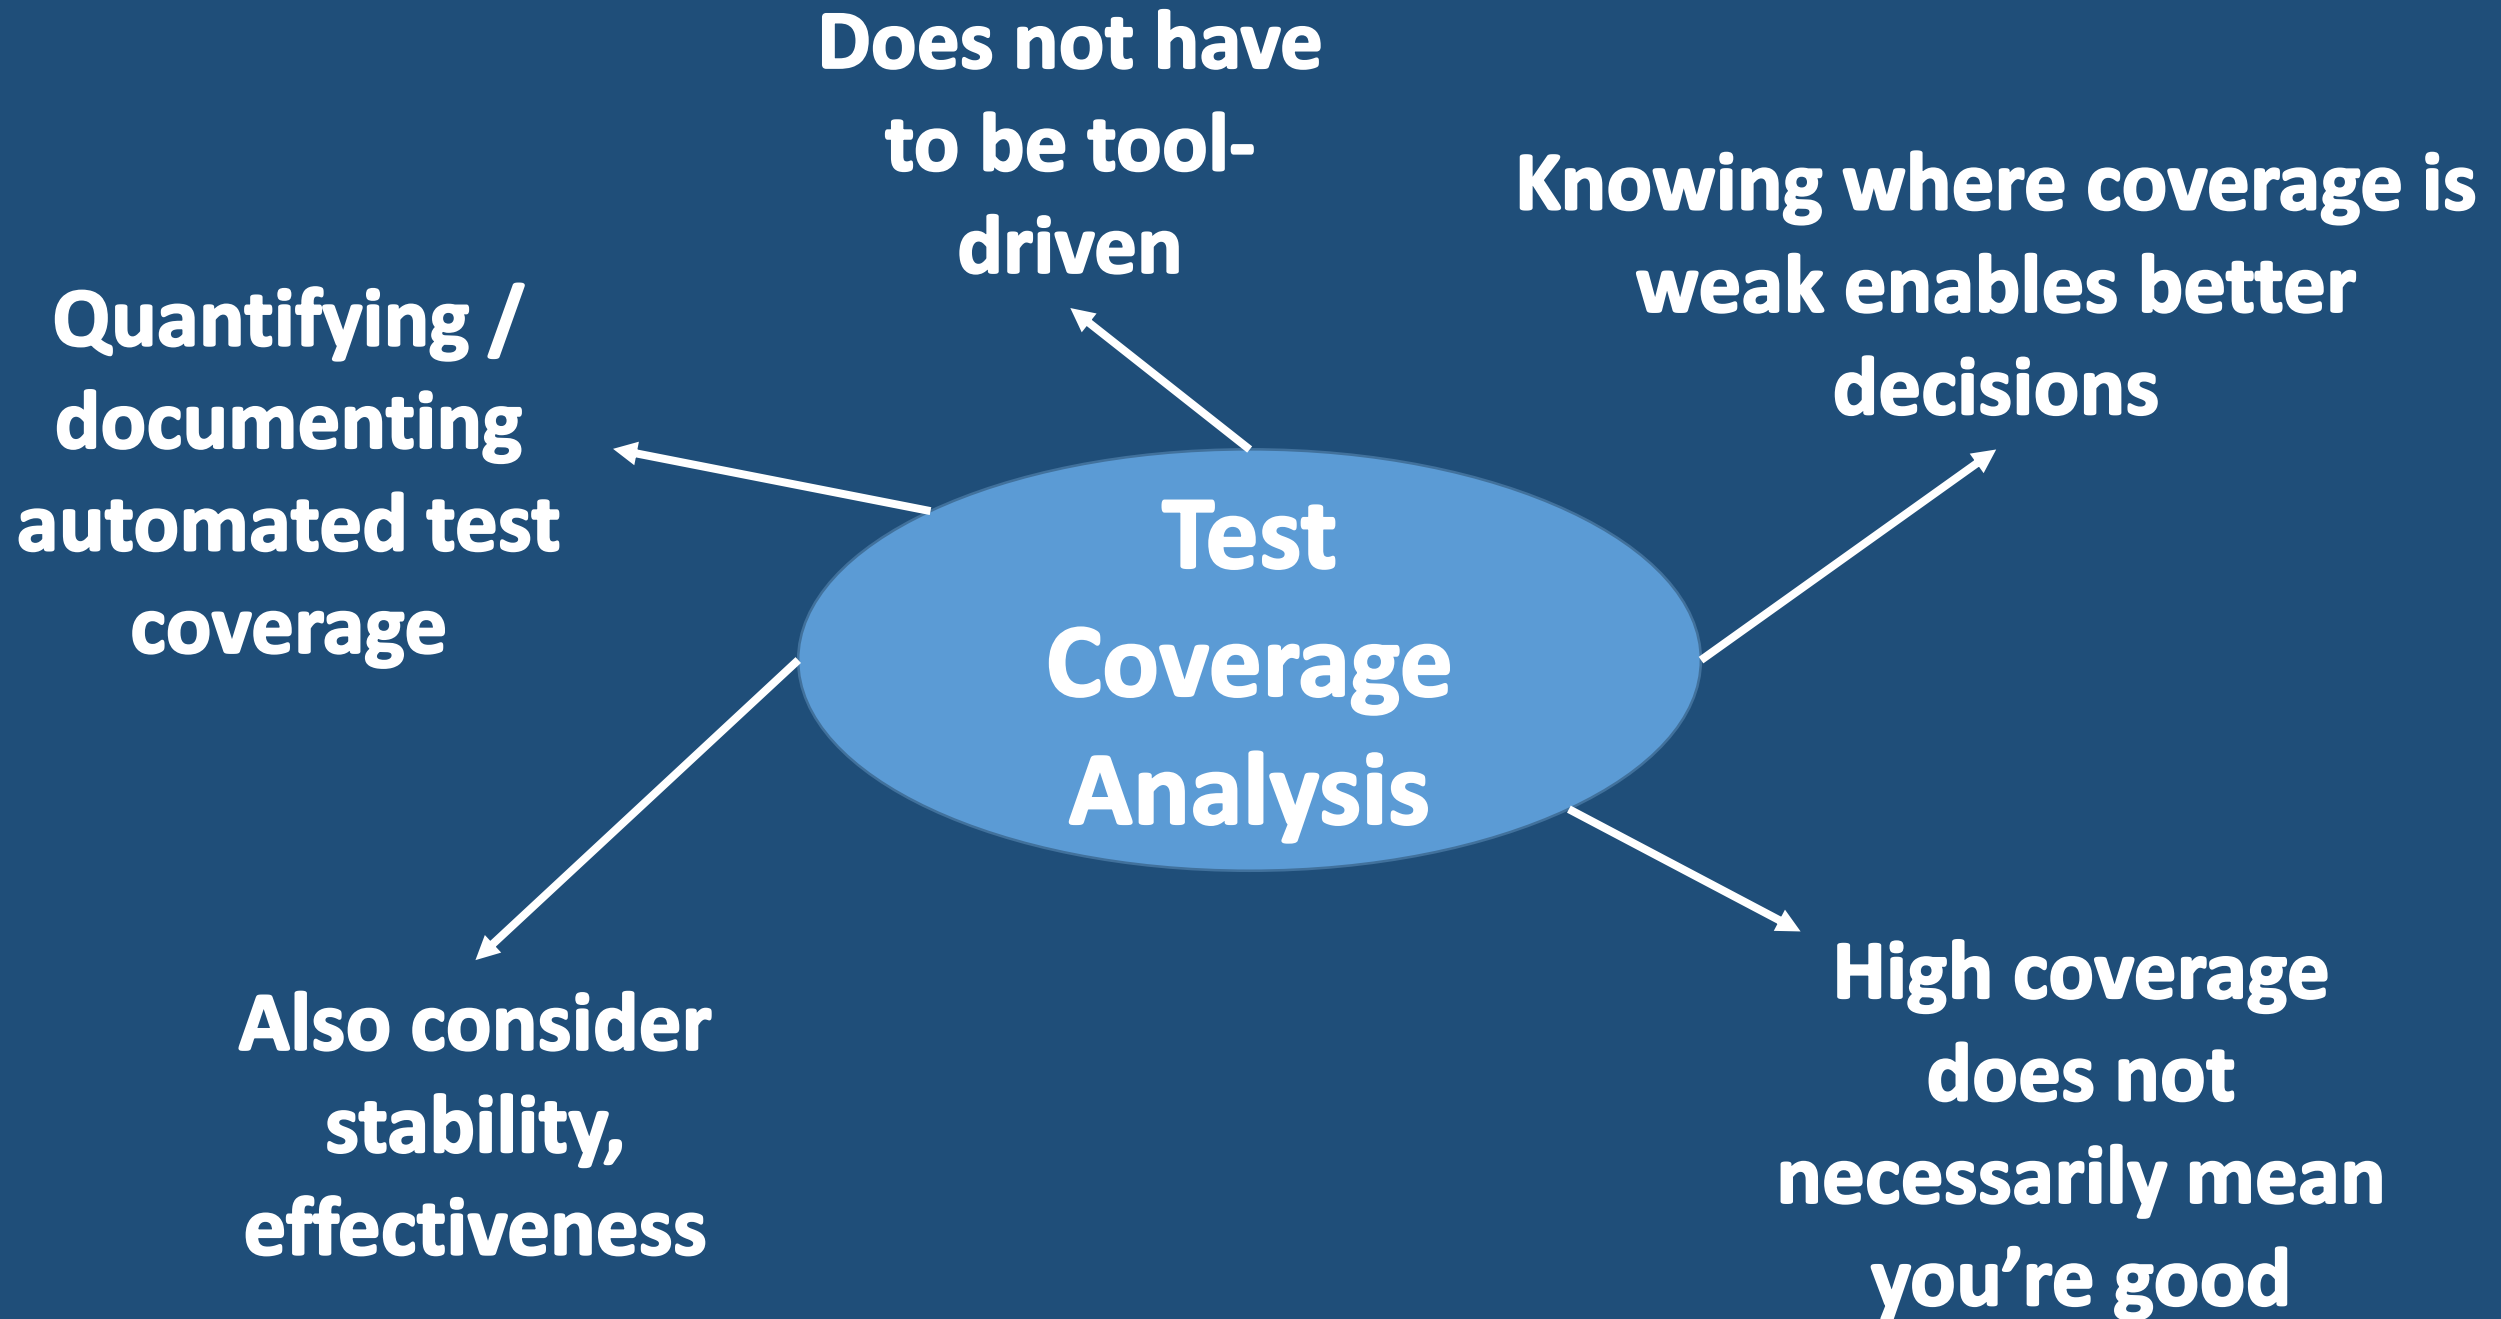 Does not have
to be tool-
driven
Knowing where coverage is
weak enables better
decisions
Quantifying /
documenting
automated test
coverage
Test
Coverage
Analysis
Also consider
stability,
effectiveness
High coverage
does not
necessarily mean
you’re good